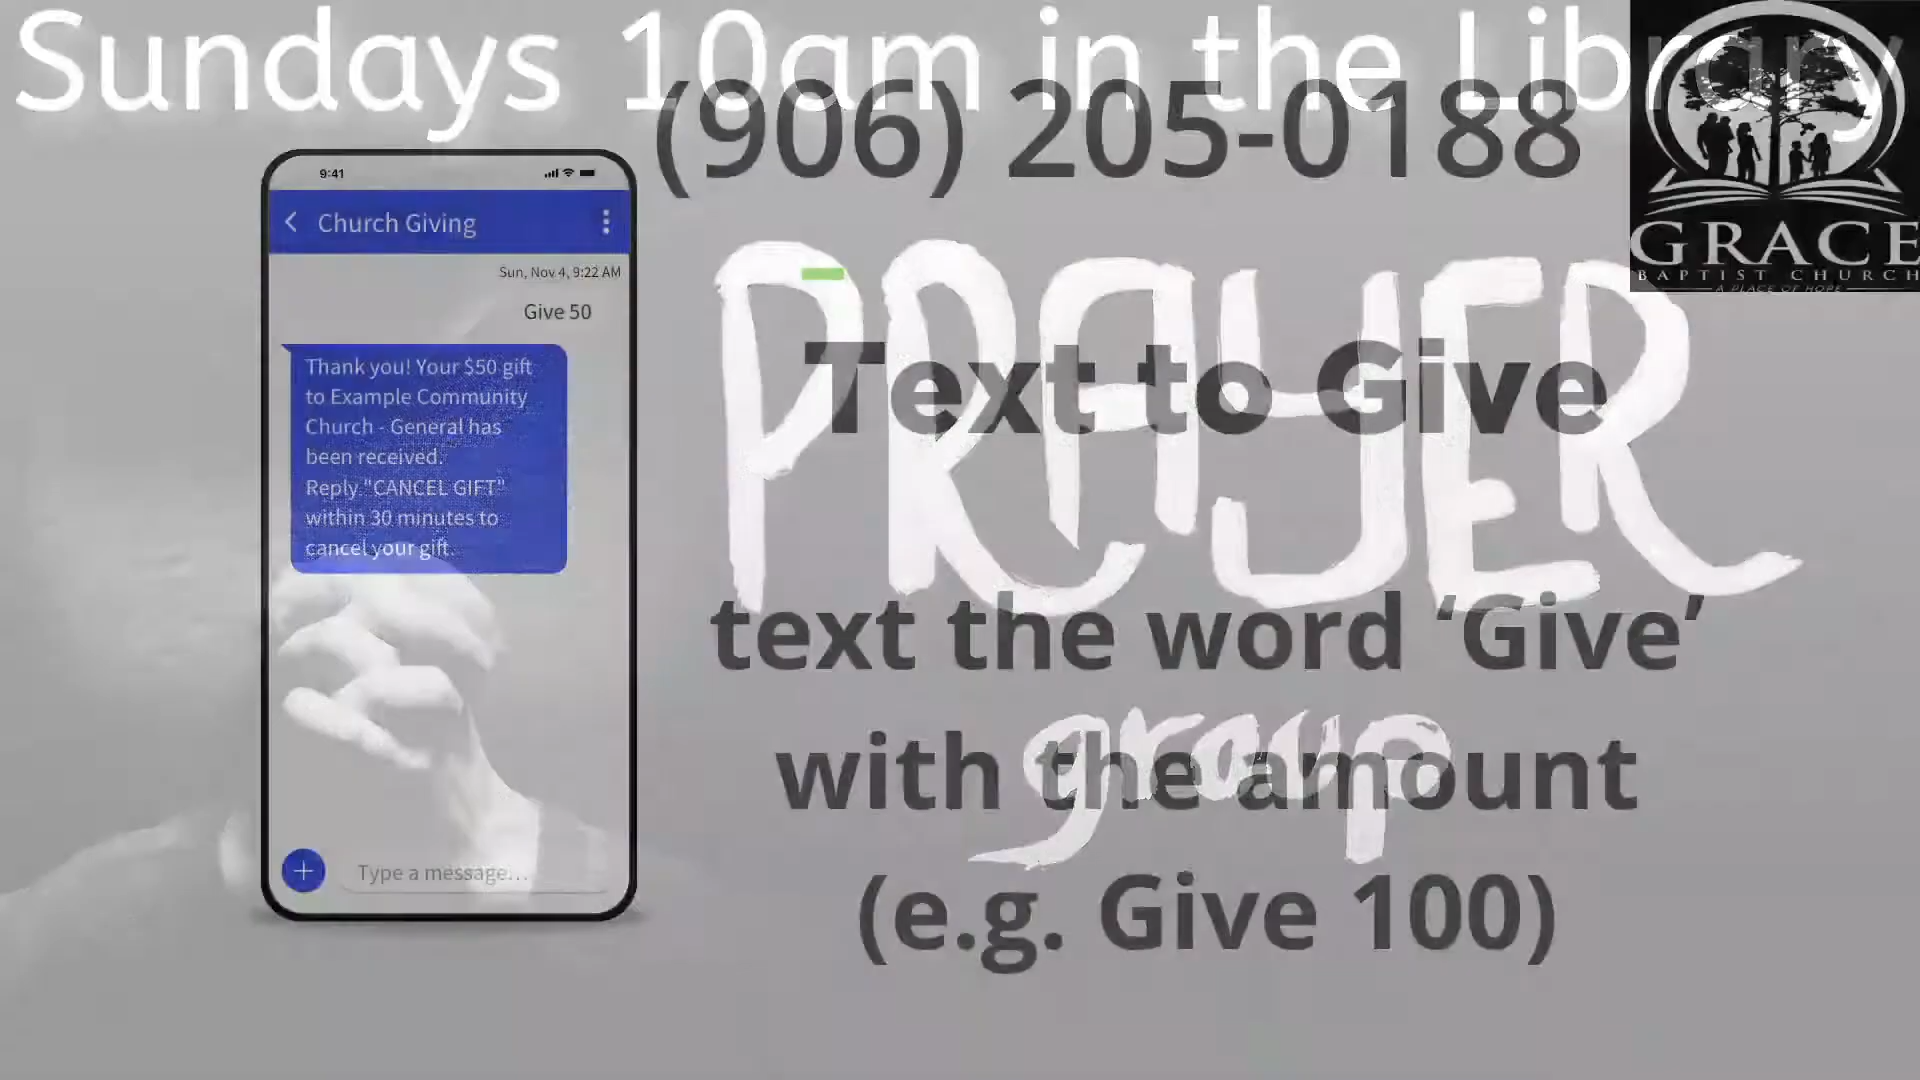 Sundays 10am in the Library
(906) 205-0188
GRACE
BAPTIST CHURCH
A PLACE OF HOPE
9:41
Church Giving
Sun, Nov 4, 9:22 AM
Give 50
Thank you! Your $50 gift
to Example Community
Church - General has
been received.
Reply "CANCEL GIFT"
within 30 minutes to
cancel your gift.
Type a message...
PRAYER
group
Text to Give
text the word ‘Give’
with the amount
(e.g. Give 100)